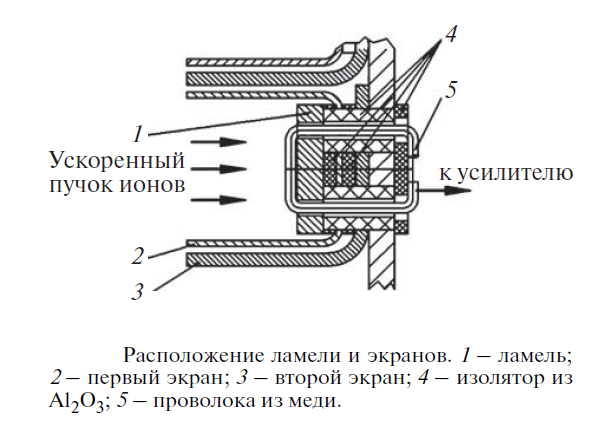 4
5
1
Ускоренный
пучок ионов
к усилителю
2
3
Расположение ламели и экранов. 1 – ламель;
2 – первый экран; 3 – второй экран; 4 – изолятор из
Al₂O₃; 5 – проволока из меди.